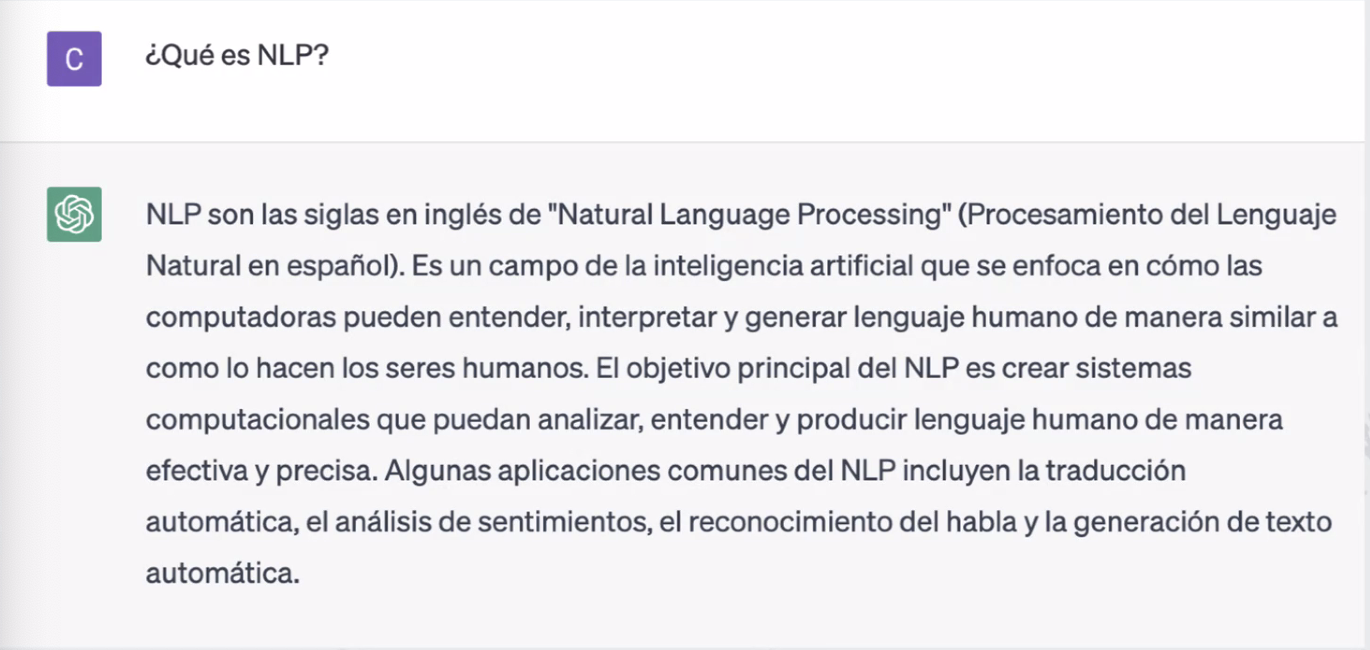 C
¿Qué es NLP?
NLP son las siglas en inglés de "Natural Language Processing" (Procesamiento del Lenguaje
Natural en español). Es un campo de la inteligencia artificial que se enfoca en cómo las
computadoras pueden entender, interpretar y generar lenguaje humano de manera similar a
como lo hacen los seres humanos. El objetivo principal del NLP es crear sistemas
computacionales que puedan analizar, entender y producir lenguaje humano de manera
efectiva y precisa. Algunas aplicaciones comunes del NLP incluyen la traducción
automática, el análisis de sentimientos, el reconocimiento del habla y la generación de texto
automática.